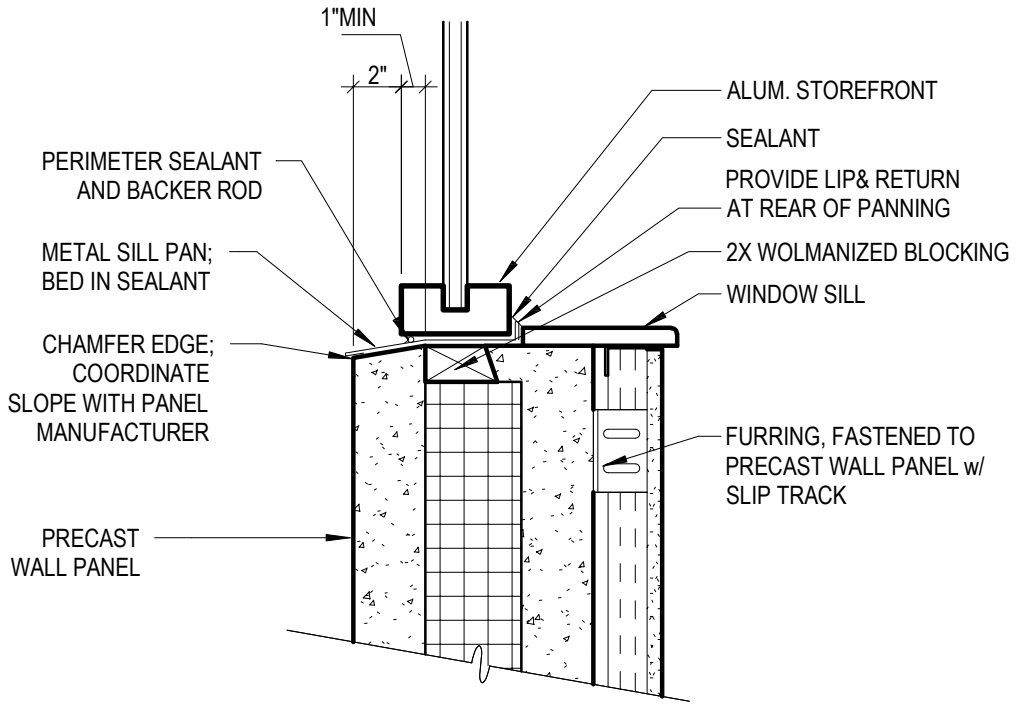 1"MIN
2"
PERIMETER SEALANT
AND BACKER ROD
METAL SILL PAN;
BED IN SEALANT
CHAMFER EDGE;
COORDINATE
SLOPE WITH PANEL
MANUFACTURER
PRECAST
WALL PANEL
ALUM. STOREFRONT
SEALANT
PROVIDE LIP& RETURN
AT REAR OF PANNING
2X WOLMANIZED BLOCKING
WINDOW SILL
FURRING, FASTENED TO
PRECAST WALL PANEL w/
SLIP TRACK